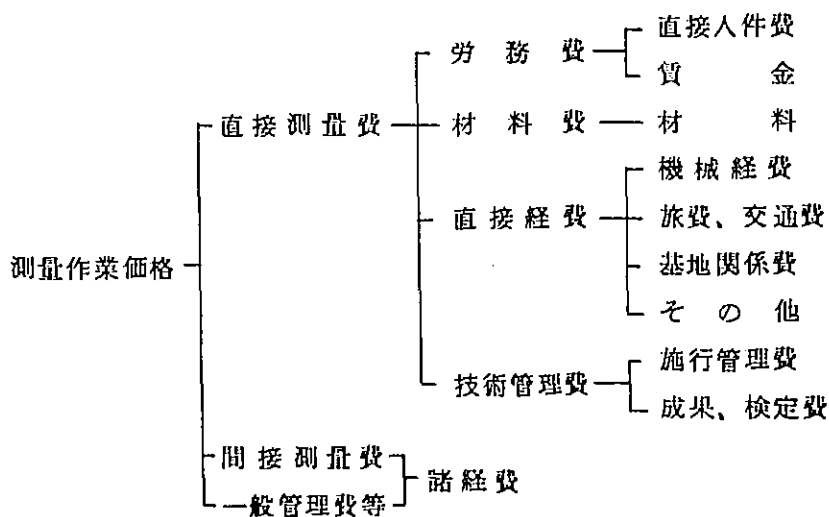 直接人件費
労務費
賃金
直接測量費
材料費
材料
機械経費
直接経費
旅費、交通費
測量作業価格
基地関係費
その他
施行管理費
技術管理費
成果、検定費
間接測量費
諸経費
一般管理費等